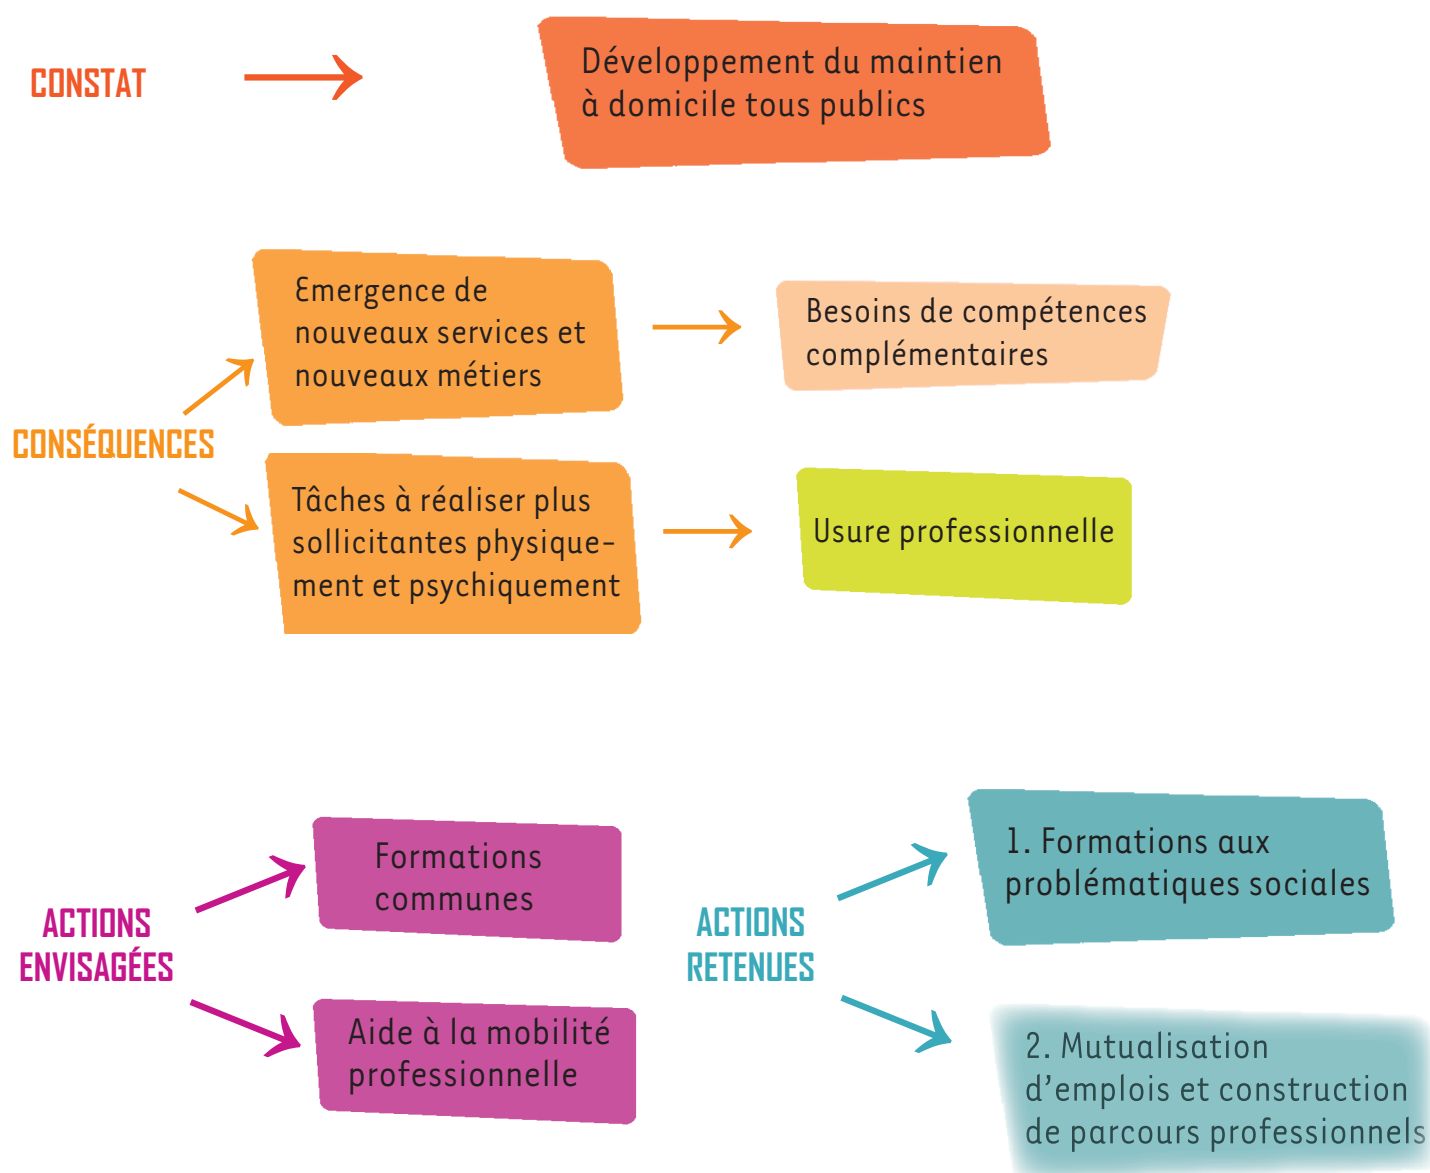 CONSTAT
Développement du maintien
à domicile tous publics
CONSÉQUENCES
Emergence de
nouveaux services et
nouveaux métiers
Besoins de compétences
complémentaires
Tâches à réaliser plus
sollicitantes physique-
ment et psychiquement
Usure professionnelle
ACTIONS
ENVISAGÉES
Formations
communes
Aide à la mobilité
professionnelle
ACTIONS
RETENUES
1. Formations aux
problématiques sociales
2. Mutualisation
d'emplois et construction
de parcours professionnels